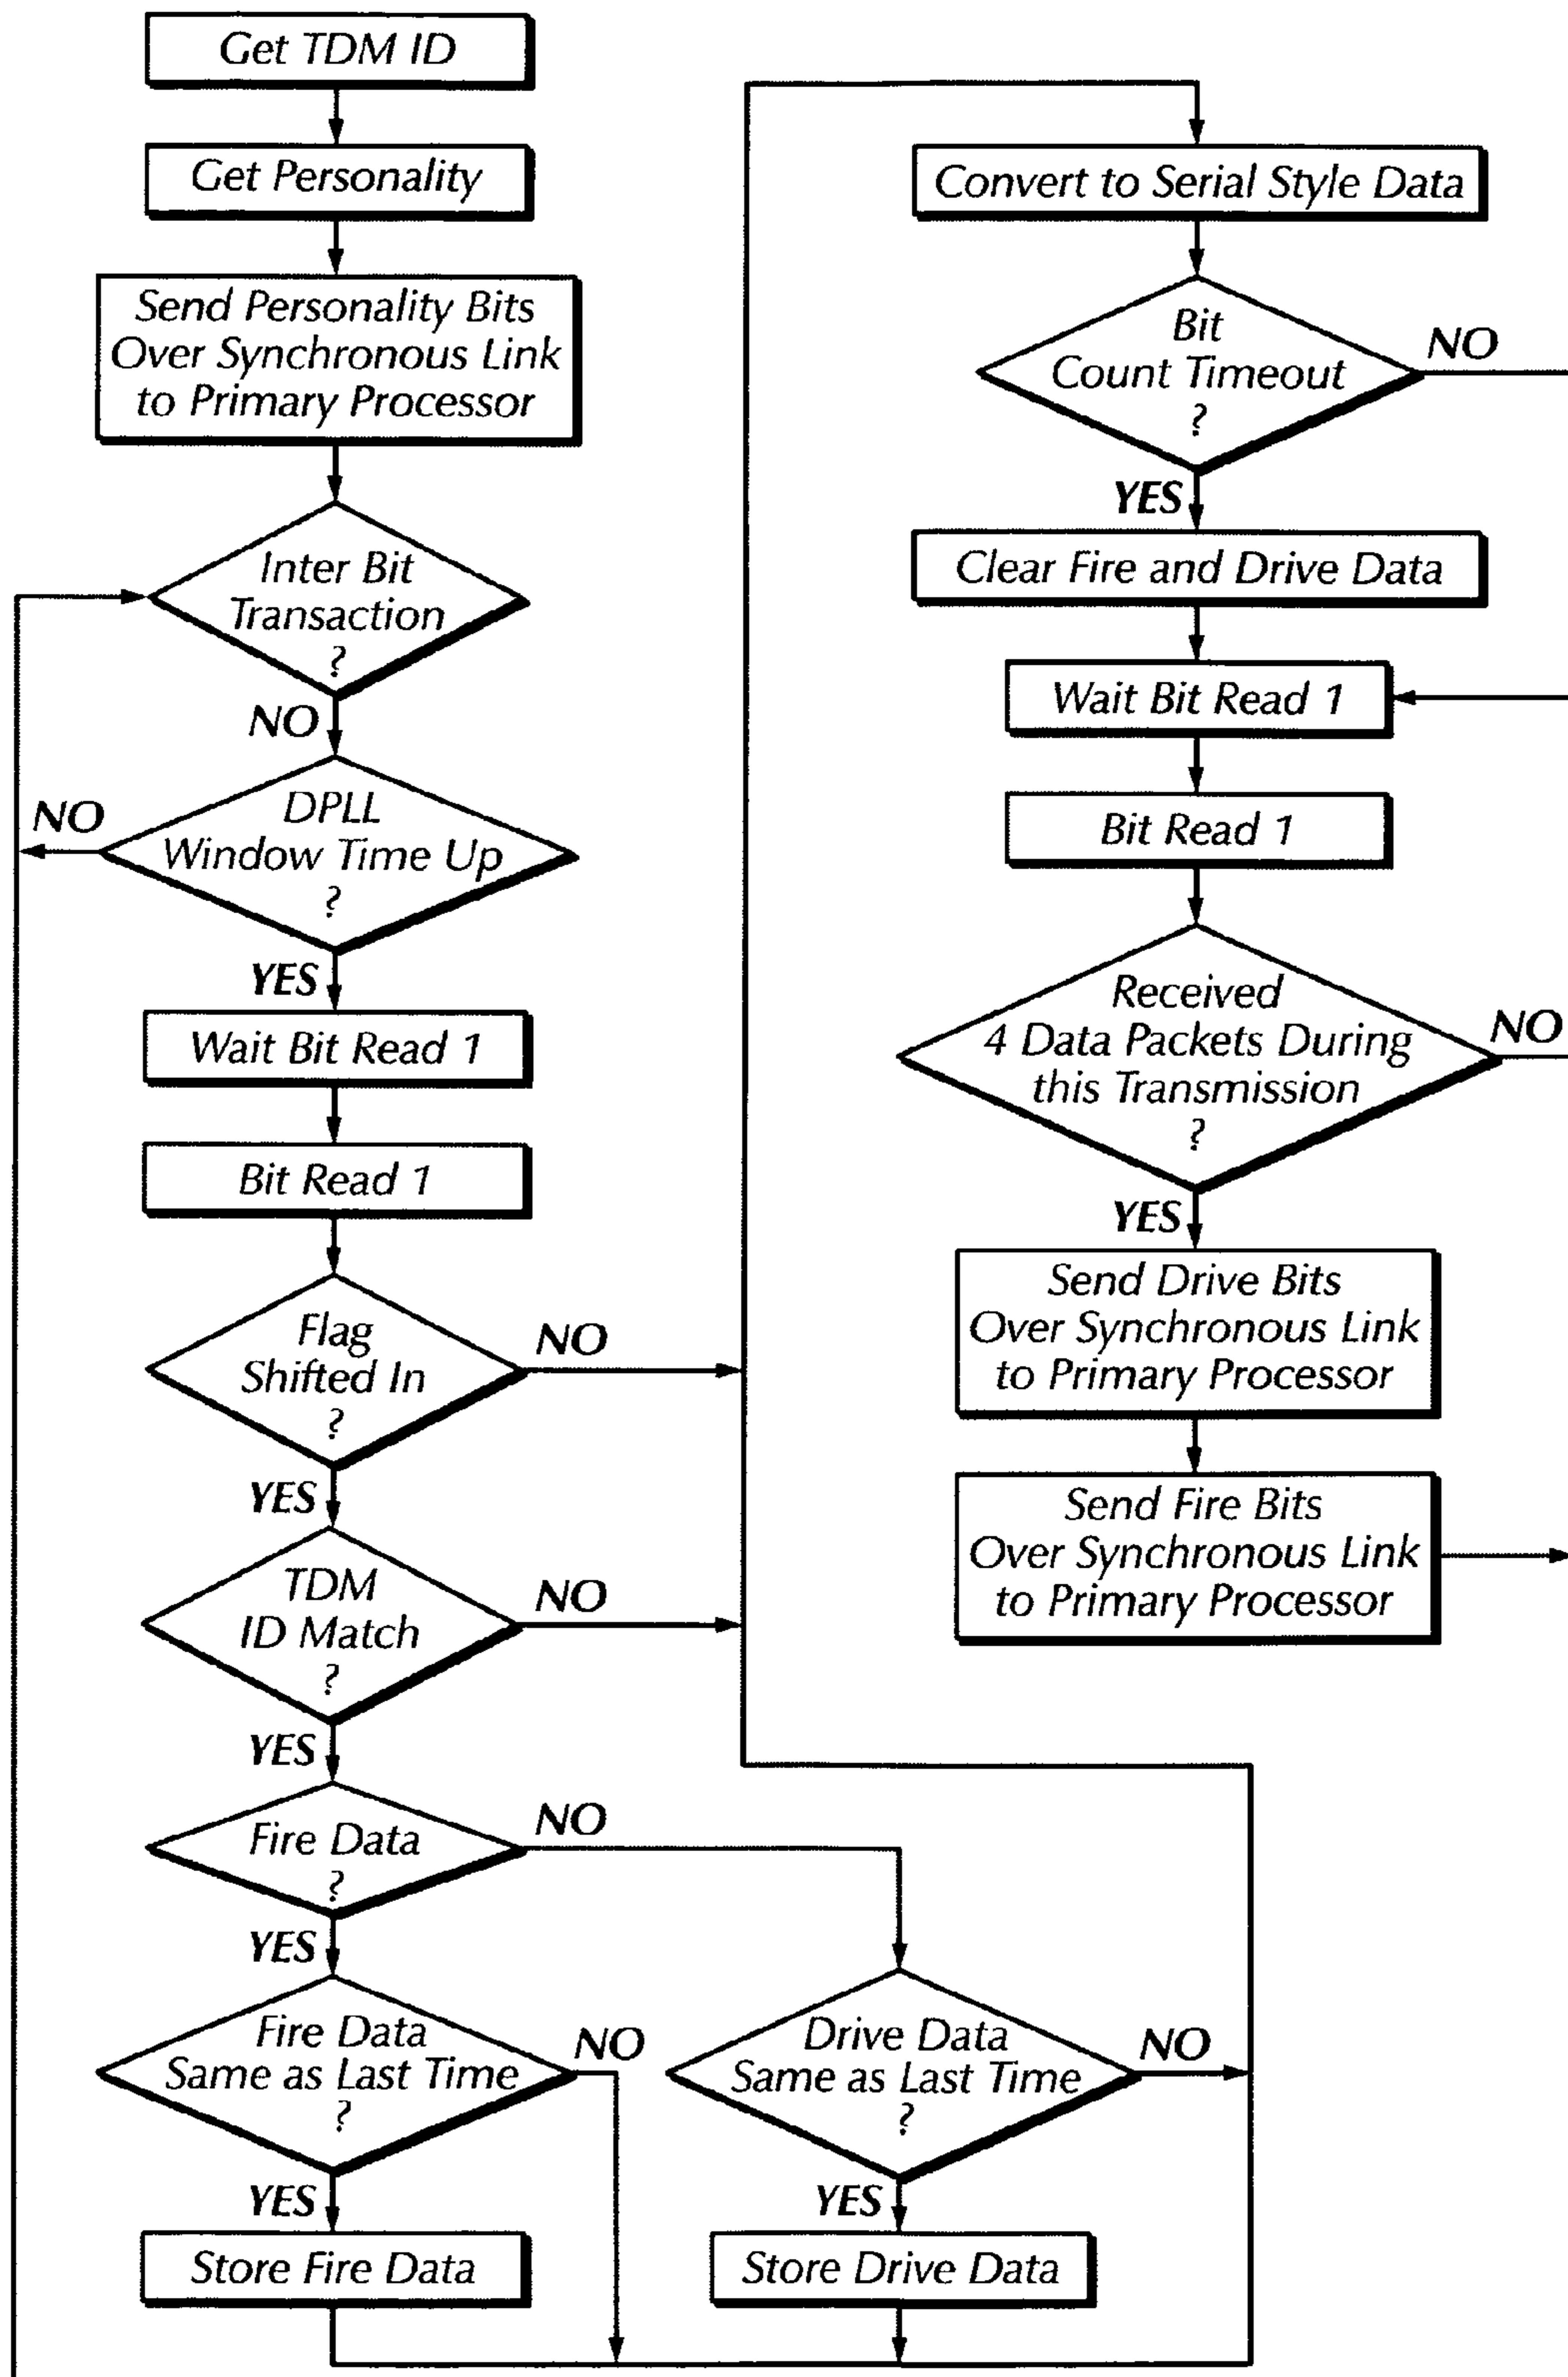 Get TDM ID
Get Personality
Send Personality Bits
Over Synchronous Link
to Primary Processor
Inter Bit
Transaction
?
NO
DPLL
Window Time Up
?
NO
YES
Wait Bit Read 1
Bit Read 1
Flag
Shifted In
?
NO
YES
TDM
ID Match
?
NO
YES
Fire Data
?
NO
YES
Fire Data
Same as Last Time
?
NO
YES
Store Fire Data
Drive Data
Same as Last Time
?
NO
YES
Store Drive Data
Convert to Serial Style Data
Bit
Count Timeout
?
NO
YES
Clear Fire and Drive Data
Wait Bit Read 1
Bit Read 1
Received
4 Data Packets During
this Transmission
?
NO
YES
Send Drive Bits
Over Synchronous Link
to Primary Processor
Send Fire Bits
Over Synchronous Link
to Primary Processor